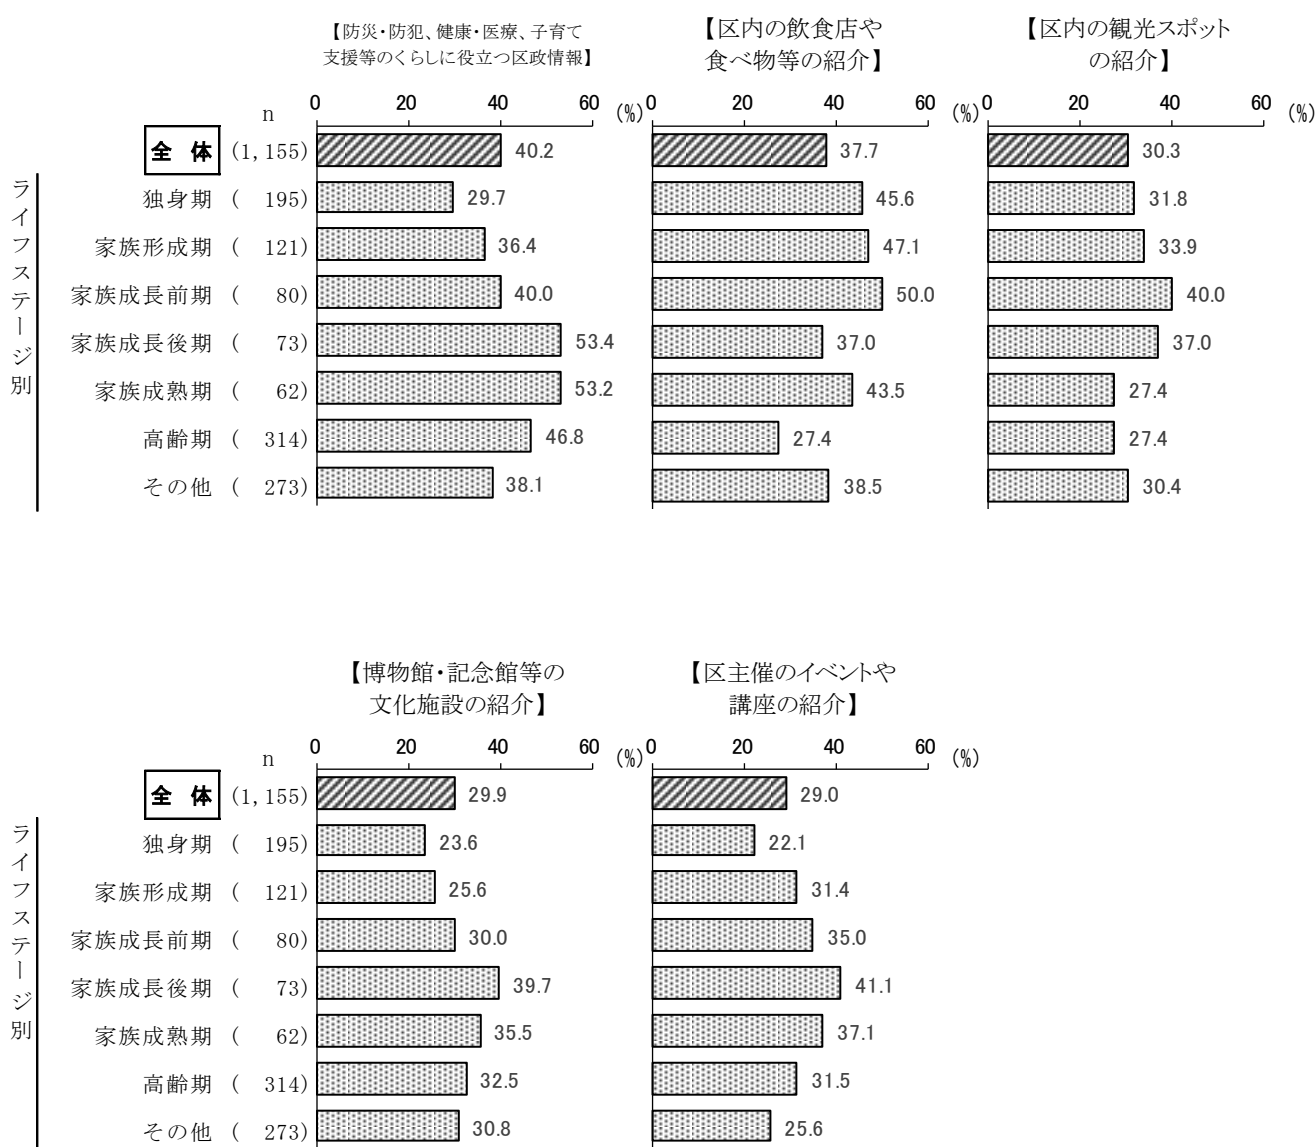 【防災・防犯、健康・医療、子育て
支援等のくらしに役立つ区政情報】
【区内の飲食店や
食べ物等の紹介】
【区内の観光スポット
の紹介】
n 0 20 40 60 (%) 0 20 40 60 (%) 0 20 40 60 (%)
全 体 (1,155) 40.2 37.7 30.3
ライフステージ別
独身期 ( 195) 29.7 45.6 31.8
家族形成期 ( 121) 36.4 47.1 33.9
家族成長前期 ( 80) 40.0 50.0 40.0
家族成長後期 ( 73) 53.4 37.0 37.0
家族成熟期 ( 62) 53.2 43.5 27.4
高齢期 ( 314) 46.8 27.4 27.4
その他 ( 273) 38.1 38.5 30.4
【博物館・記念館等の
文化施設の紹介】
【区主催のイベントや
講座の紹介】
n 0 20 40 60 (%) 0 20 40 60 (%)
全 体 (1,155) 29.9 29.0
ライフステージ別
独身期 ( 195) 23.6 22.1
家族形成期 ( 121) 25.6 31.4
家族成長前期 ( 80) 30.0 35.0
家族成長後期 ( 73) 39.7 41.1
家族成熟期 ( 62) 35.5 37.1
高齢期 ( 314) 32.5 31.5
その他 ( 273) 30.8 25.6